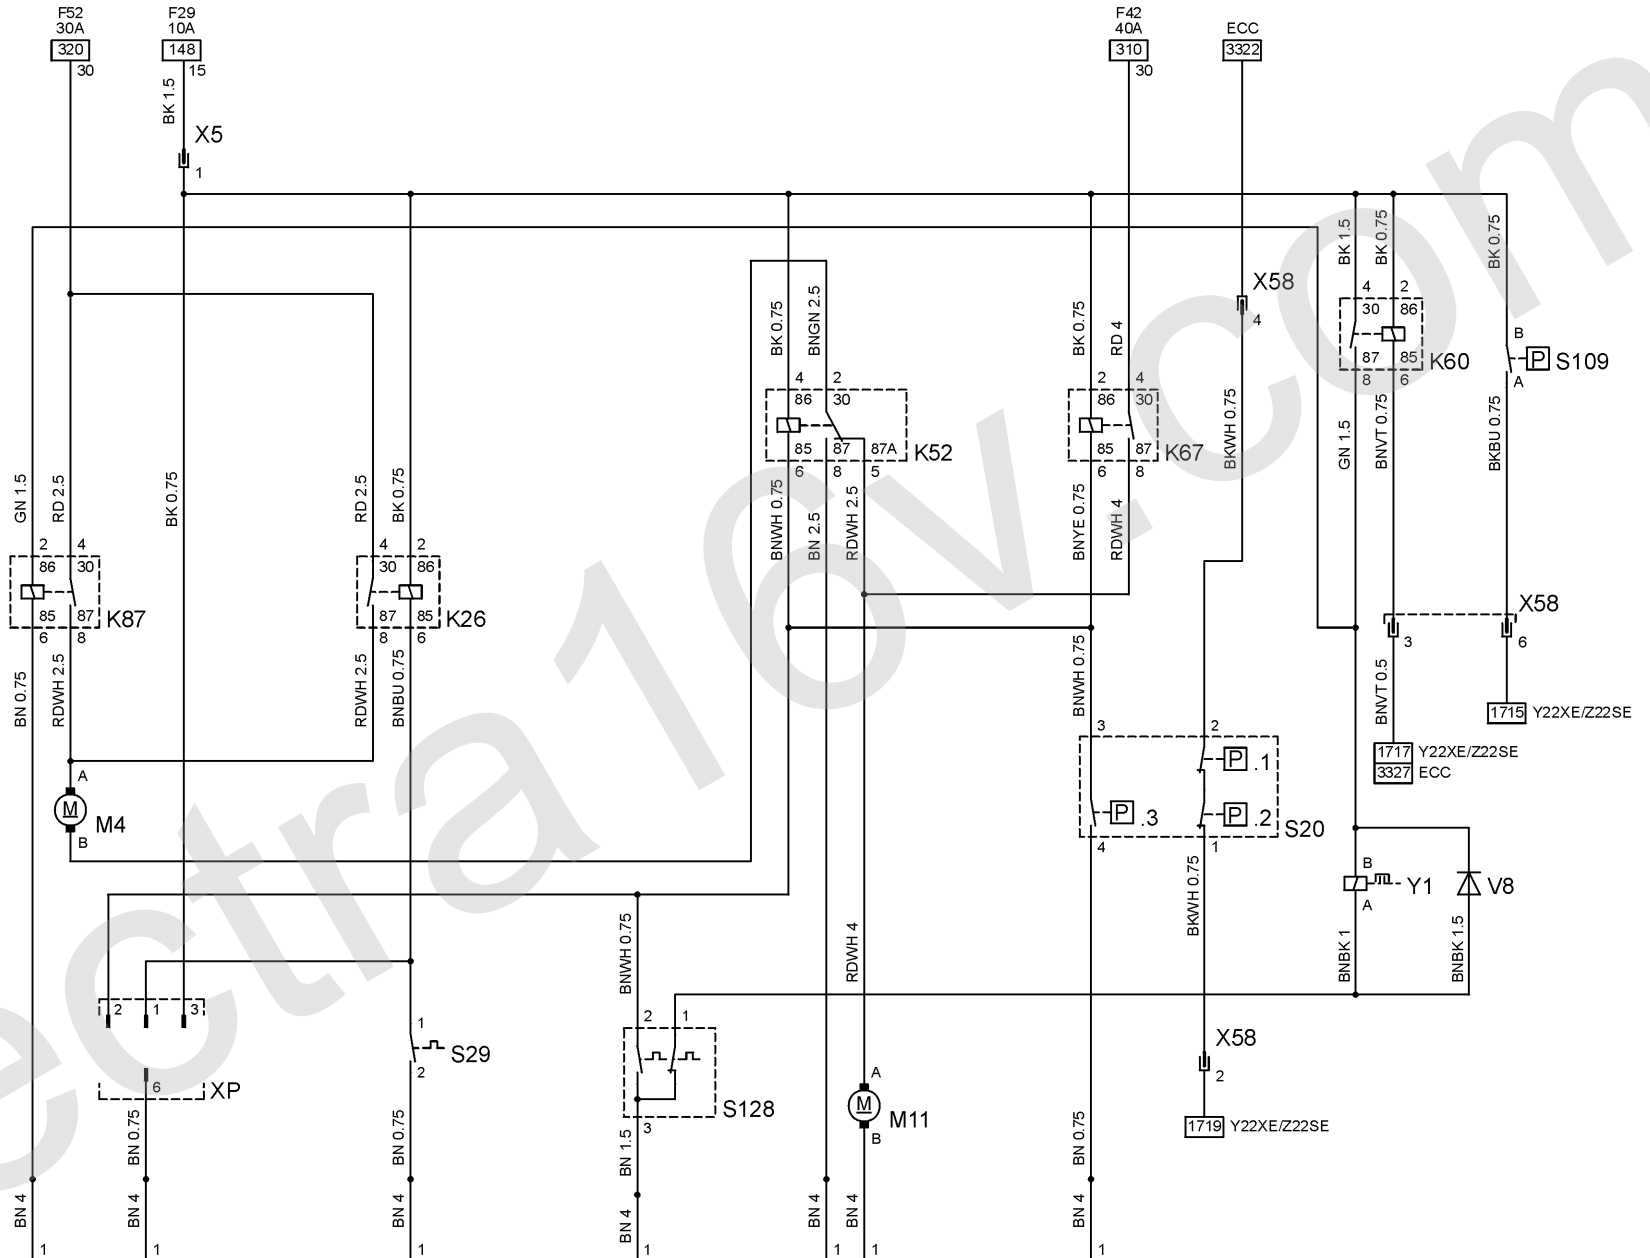 F52
30A
320
30
F29
10A
148
15
BK 1.5
X5
1
F42
40A
310
30
ECC
3322
X58
4
BK 0.75
BNGN 2.5
BK 0.75
RD 4
BK 1.5
BK 0.75
BK 0.75
4
2
30
86
87
85
K60
8
6
B
P
S109
A
4
2
86
30
85
87
87A
K52
6
8
5
2
4
86
30
85
87
K67
6
8
BKWH 0.75
GN 1.5
BNVT 0.75
BKBU 0.75
GN 1.5
RD 2.5
BK 0.75
RD 2.5
BK 0.75
BNWH 0.75
BN 2.5
RDWH 2.5
BNYE 0.75
RDWH 4
2
4
86
30
85
87
K87
6
8
4
2
30
86
87
85
K26
8
6
X58
3
6
BN 0.75
RDWH 2.5
RDWH 2.5
BNBU 0.75
BNWH 0.75
BNVT 0.5
1715
Y22XE/Z22SE
1717
Y22XE/Z22SE
3327
ECC
3
2
P
.1
P
.3
P
.2
S20
4
1
A
M
M4
B
B
Y1
A
V8
BNWH 0.75
RDWH 4
BKWH 0.75
BNBK 1
BNBK 1.5
2
1
3
XP
6
1
S29
2
2
1
S128
3
A
M
M11
B
X58
2
1719
Y22XE/Z22SE
BN 0.75
BN 0.75
BN 1.5
BN 0.75
BN 4
BN 4
BN 4
BN 4
BN 4
BN 4
BN 4
1
1
1
1
1
1
1
ectra16v.com